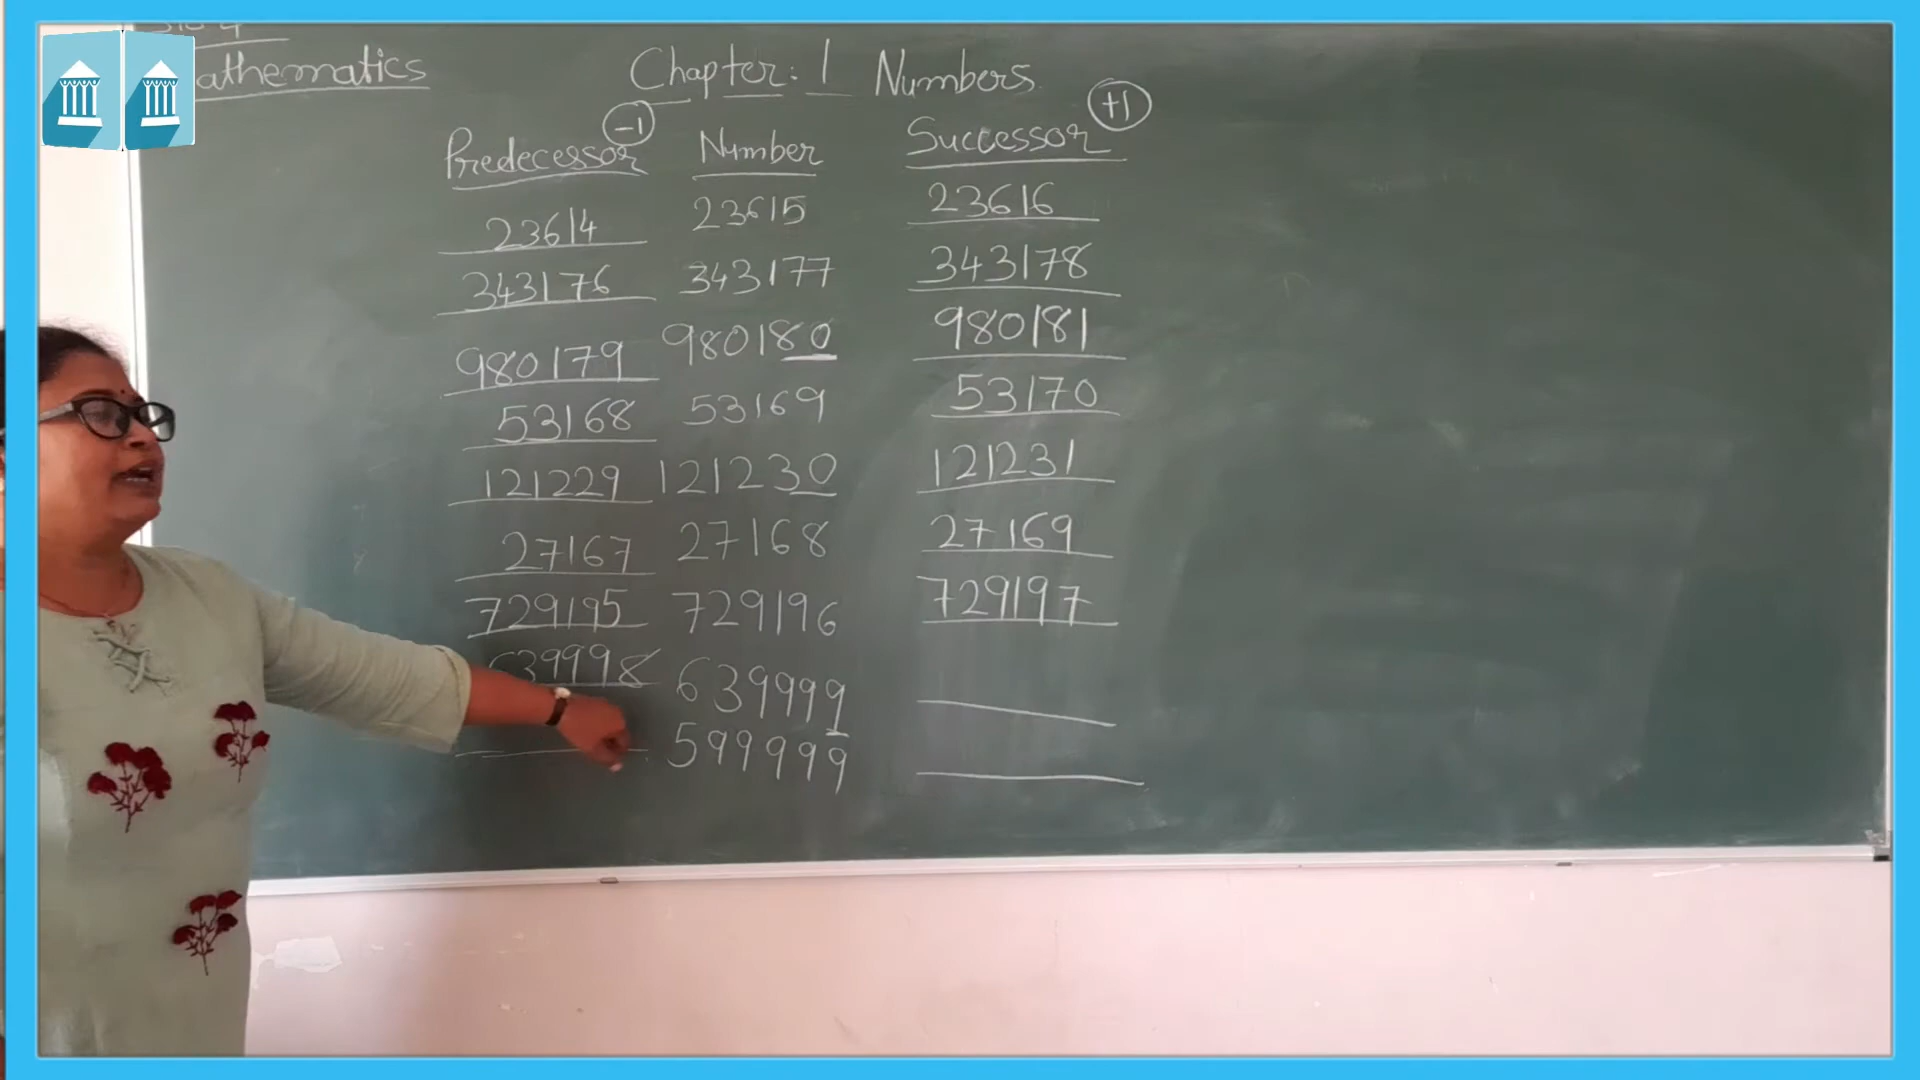 athematics
Chapter: 1 Numbers
Predecessor -1 Number Successor +1
23614 23615 23616
343176 343177 343178
980179 980180 980181
53168 53169 53170
121229 121230 121231
27167 27168 27169
729195 729196 729197
639998 639999
599999